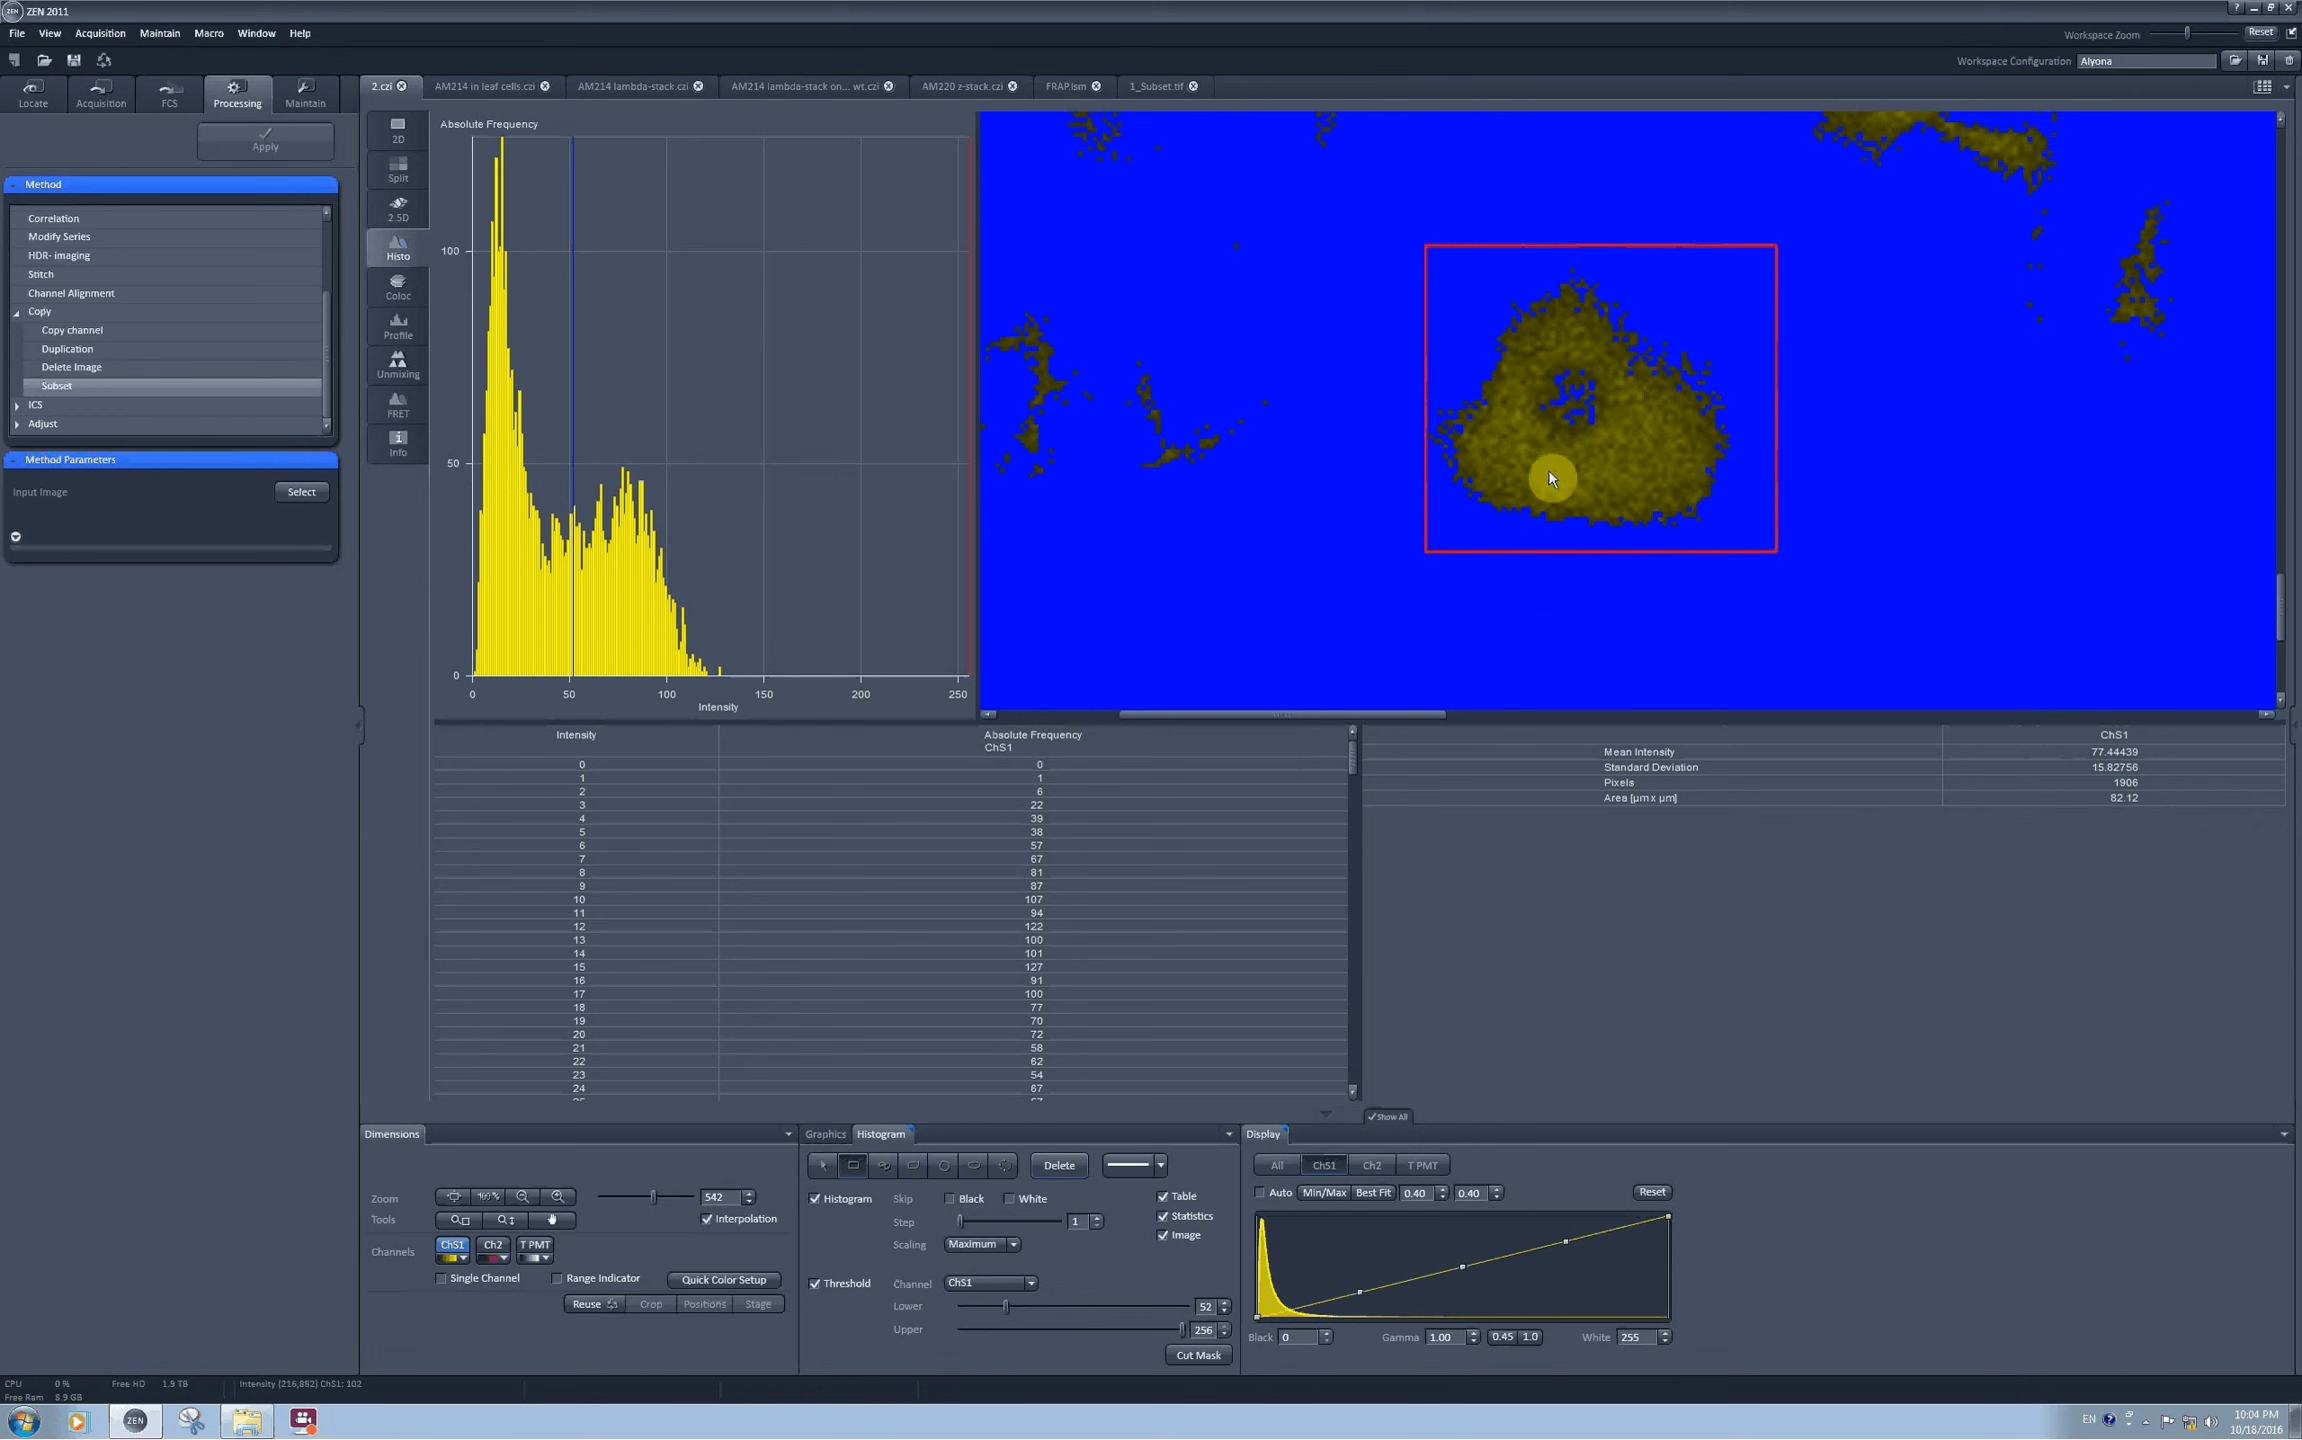 ZEN 2011
File View Acquisition Maintain Macro Window Help
Workspace Zoom Reset
Workspace Configuration Alyona
Locate Acquisition FCS Processing Maintain
2.czi AM214 in leaf cells.czi AM214 lambda-stack.czi AM214 lambda-stack on... wt.czi AM220 z-stack.czi FRAP.lsm 1_Subset.tif
Apply
Method
Correlation
Modify Series
HDR- imaging
Stitch
Channel Alignment
Copy
Copy channel
Duplication
Delete Image
Subset
ICS
Adjust
Method Parameters
Input Image Select
2D
Split
2.5D
Histo
Coloc
Profile
Unmixing
FRET
Info
Absolute Frequency
100
50
0
0 50 100 150 200 250
Intensity
Intensity Absolute Frequency
ChS1
0 0
1 1
2 6
3 22
4 39
5 38
6 57
7 67
8 81
9 87
10 107
11 94
12 122
13 100
14 101
15 127
16 91
17 100
18 77
19 70
20 72
21 58
22 62
23 54
24 67
ChS1
Mean Intensity 77.44439
Standard Deviation 15.82756
Pixels 1906
Area [µm x µm] 82.12
Show All
Dimensions
Zoom 100% 542
Tools Interpolation
Channels ChS1 Ch2 T PMT
Single Channel Range Indicator Quick Color Setup
Reuse Crop Positions Stage
Graphics Histogram
Delete
Histogram Skip Black White Table
Step 1 Statistics
Scaling Maximum Image
Threshold Channel ChS1
Lower 52
Upper 256
Cut Mask
Display
All ChS1 Ch2 T PMT
Auto Min/Max Best Fit 0.40 0.40 Reset
Black 0 Gamma 1.00 0.45 1.0 White 255
CPU 0 % Free HD 1.9 TB Intensity (216,882) ChS1: 102
Free Ram 8.9 GB
ZEN
EN
10:04 PM
10/18/2016